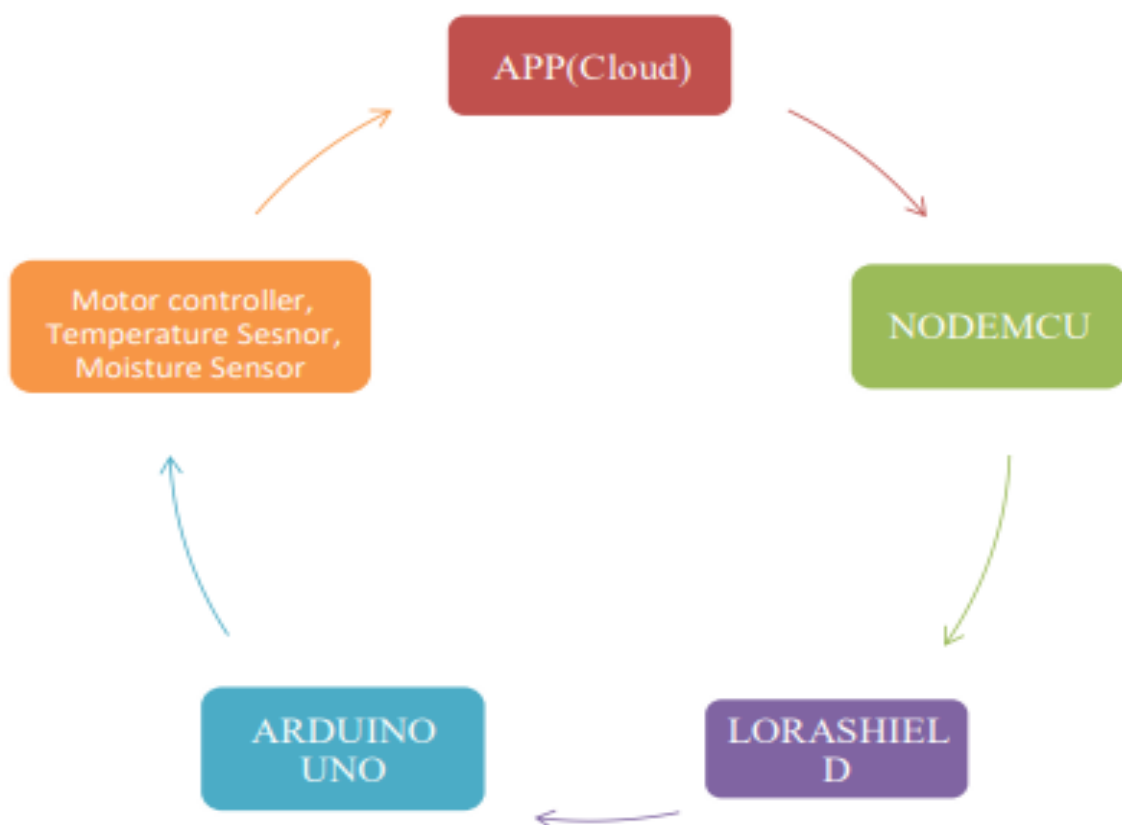 APP(Cloud)
NODEMCU
LORASHIEL
D
ARDUINO
UNO
Motor controller,
Temperature Sesnor,
Moisture Sensor